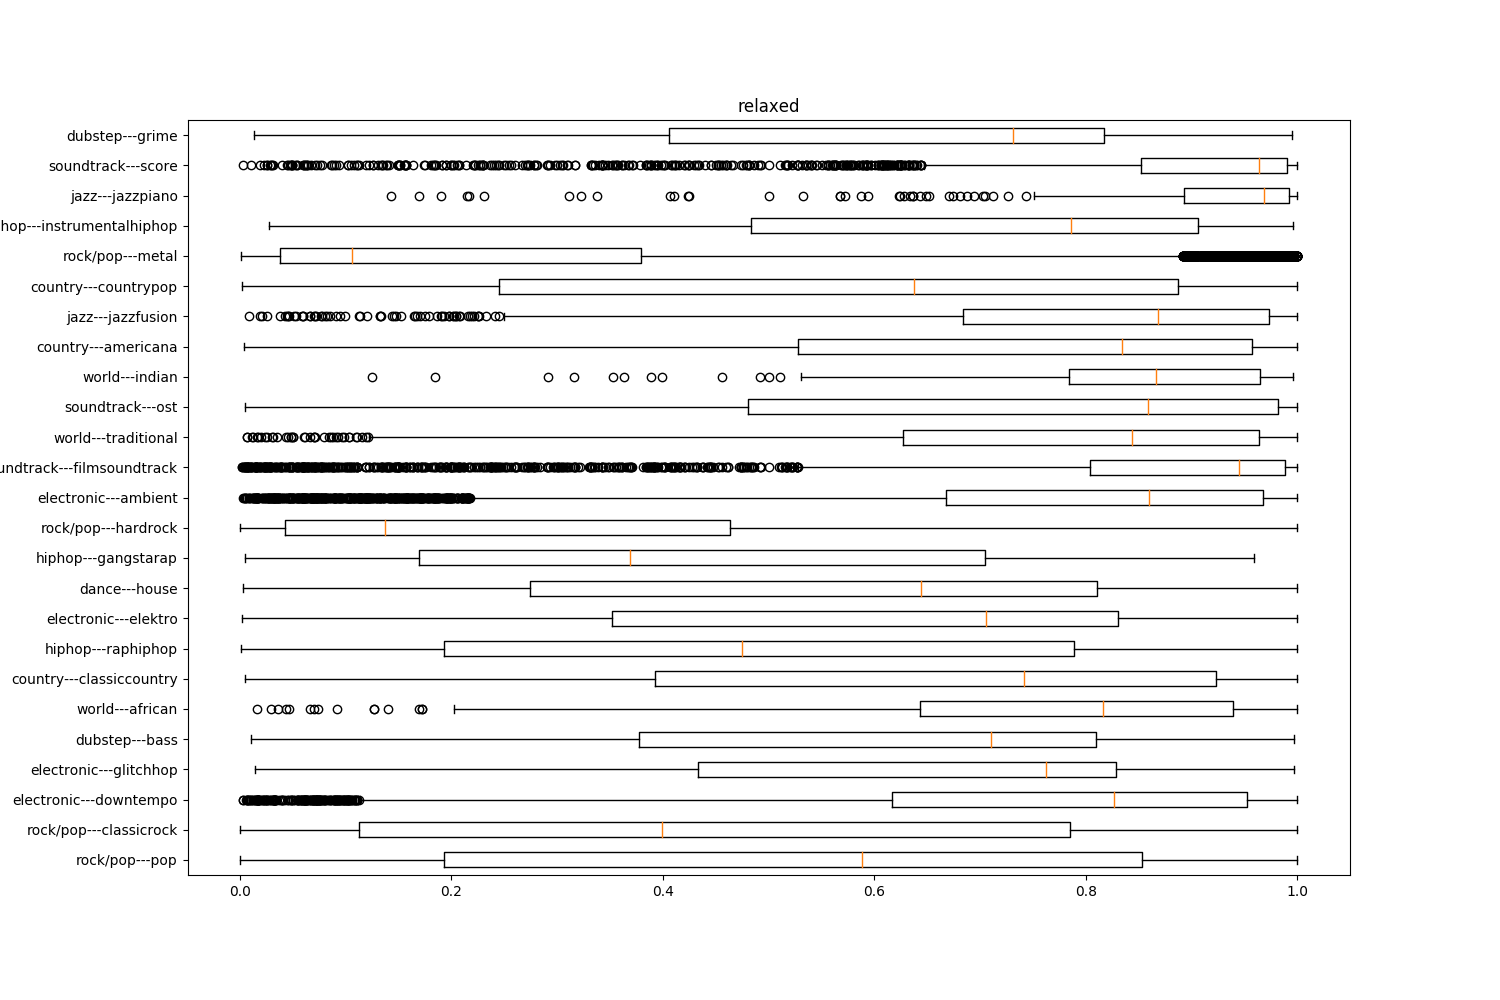 relaxed
dubstep---grime
soundtrack---score
jazz---jazzpiano
hop---instrumentalhiphop
rock/pop---metal
country---countrypop
jazz---jazzfusion
country---americana
world---indian
soundtrack---ost
world---traditional
undtrack---filmsoundtrack
electronic---ambient
rock/pop---hardrock
hiphop---gangstarap
dance---house
electronic---elektro
hiphop---raphiphop
country---classiccountry
world---african
dubstep---bass
electronic---glitchhop
electronic---downtempo
rock/pop---classicrock
rock/pop---pop
0.0 0.2 0.4 0.6 0.8 1.0